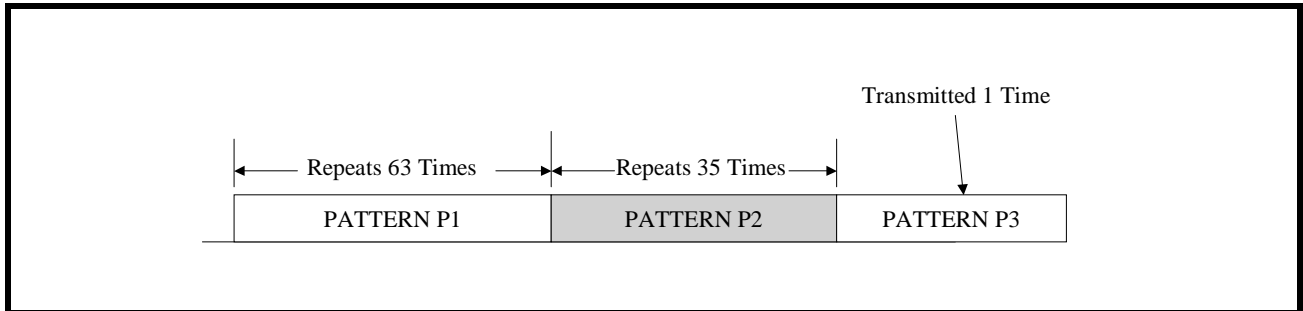 Transmitted 1 Time
Repeats 63 Times
Repeats 35 Times
PATTERN P1
PATTERN P2
PATTERN P3